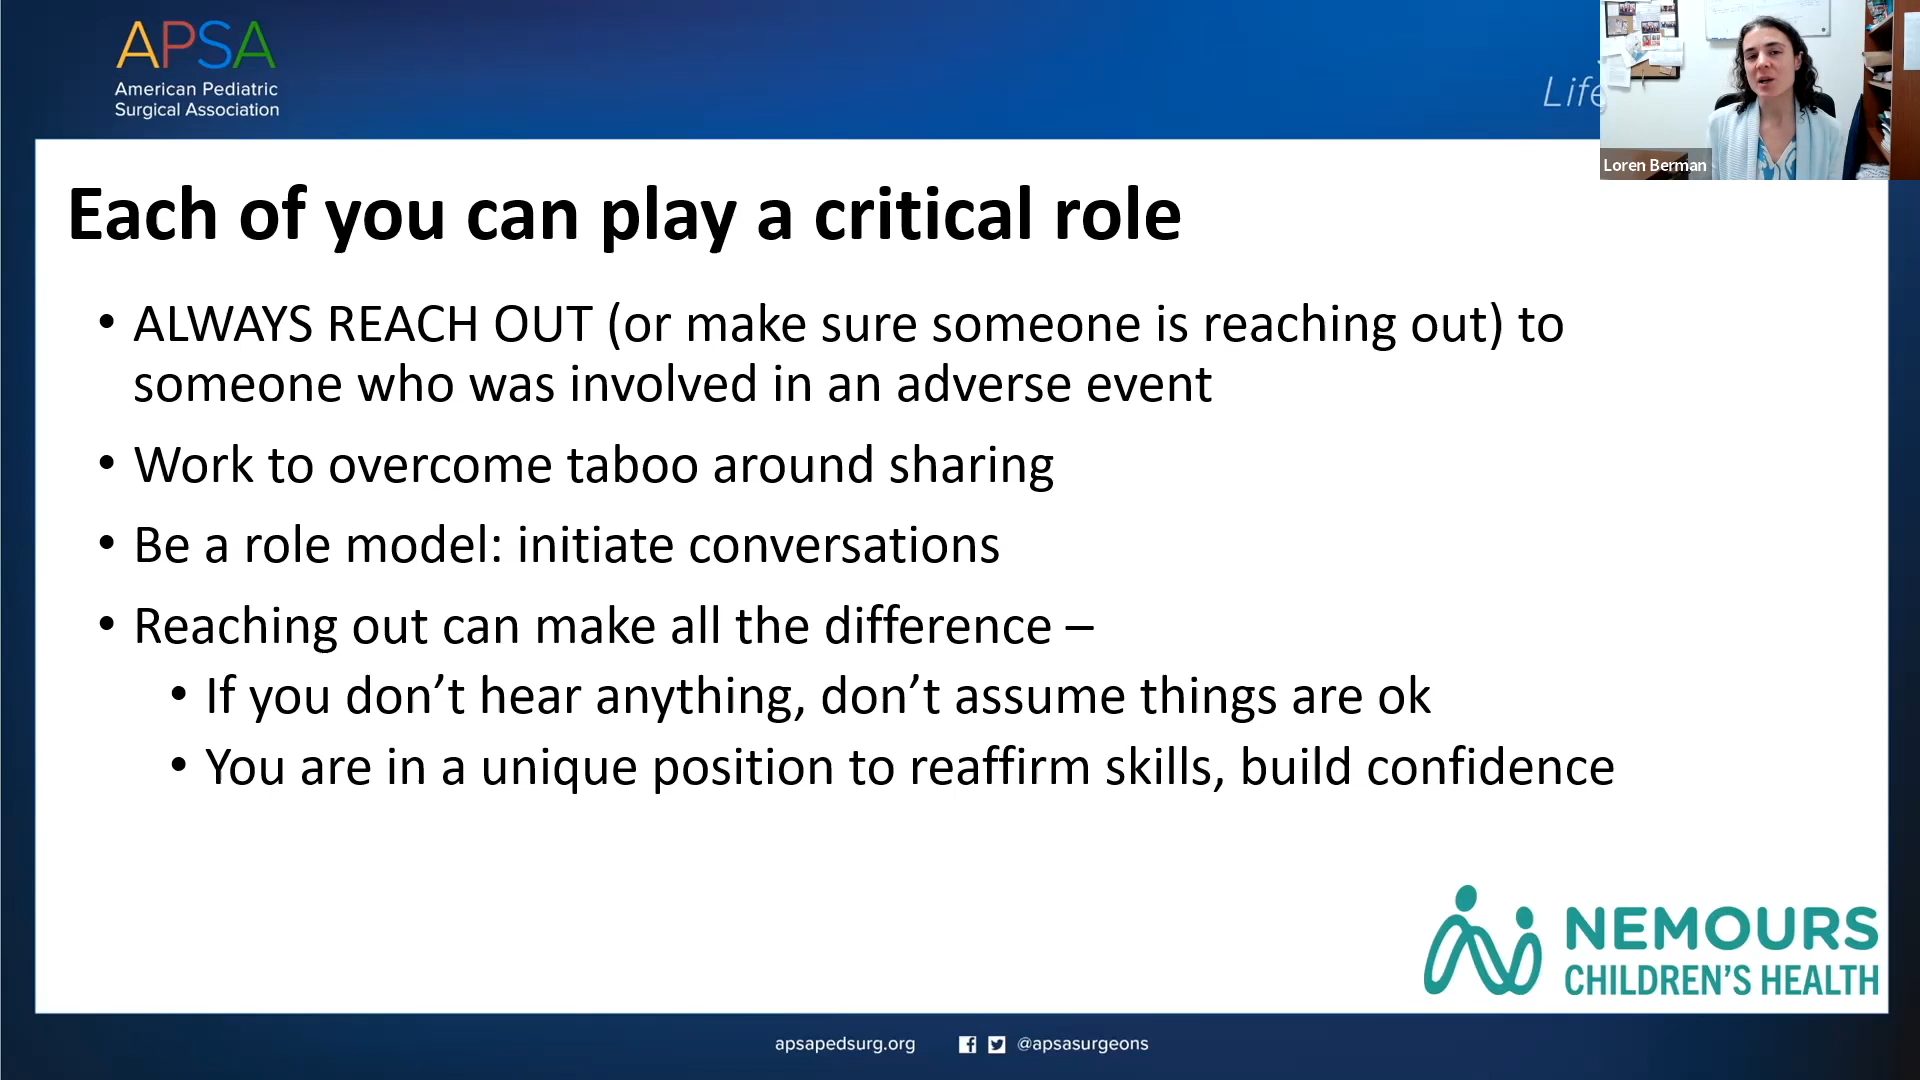 APSA
American Pediatric
Surgical Association
Life
Loren Berman
Each of you can play a critical role
• ALWAYS REACH OUT (or make sure someone is reaching out) to
someone who was involved in an adverse event
• Work to overcome taboo around sharing
• Be a role model: initiate conversations
• Reaching out can make all the difference –
• If you don’t hear anything, don’t assume things are ok
• You are in a unique position to reaffirm skills, build confidence
NEMOURS
CHILDREN’S HEALTH
apsapedsurg.org @apsasurgeons